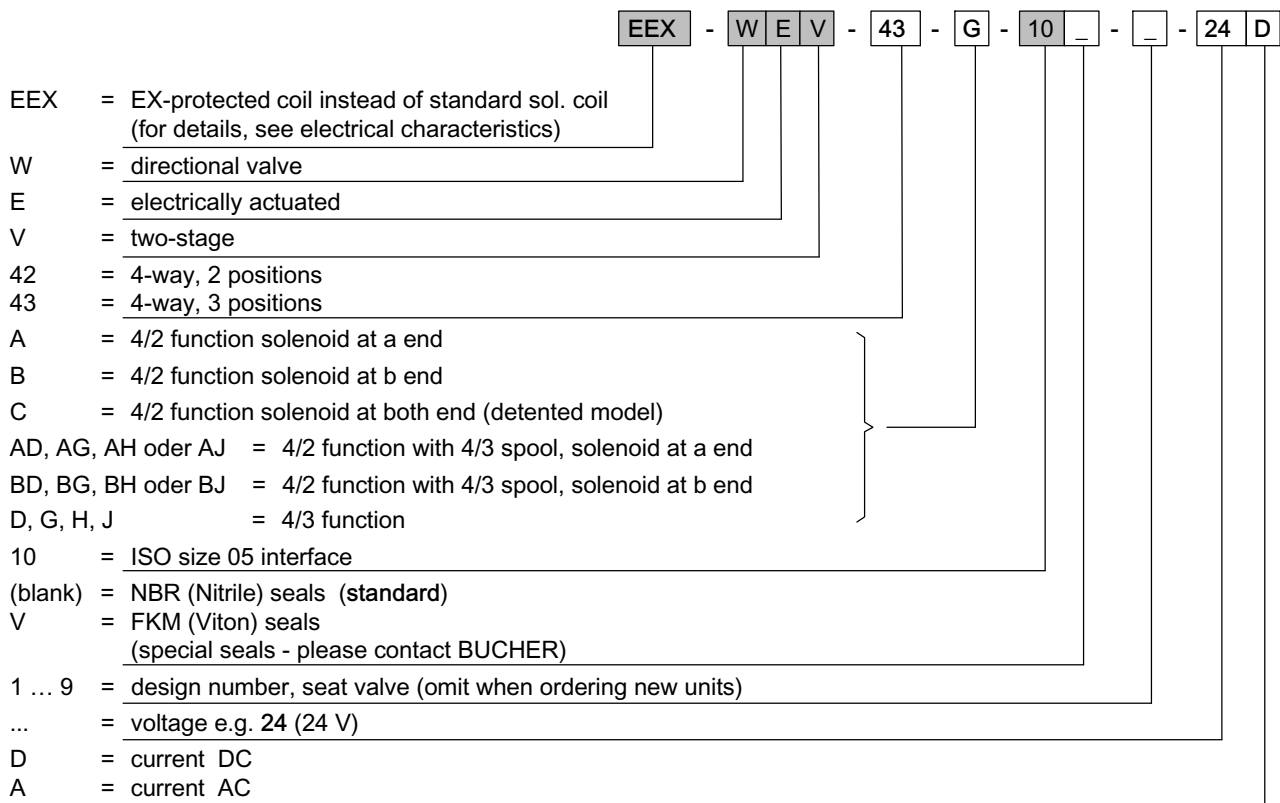 EEX - W E V - 43 - G - 10 _ - _ - 24 D
EEX = EX-protected coil instead of standard sol. coil
(for details, see electrical characteristics)
W = directional valve
E = electrically actuated
V = two-stage
42 = 4-way, 2 positions
43 = 4-way, 3 positions
A = 4/2 function solenoid at a end
B = 4/2 function solenoid at b end
C = 4/2 function solenoid at both end (detented model)
AD, AG, AH oder AJ = 4/2 function with 4/3 spool, solenoid at a end
BD, BG, BH oder BJ = 4/2 function with 4/3 spool, solenoid at b end
D, G, H, J = 4/3 function
10 = ISO size 05 interface
(blank) = NBR (Nitrile) seals (standard)
V = FKM (Viton) seals
(special seals - please contact BUCHER)
1 … 9 = design number, seat valve (omit when ordering new units)
... = voltage e.g. 24 (24 V)
D = current DC
A = current AC